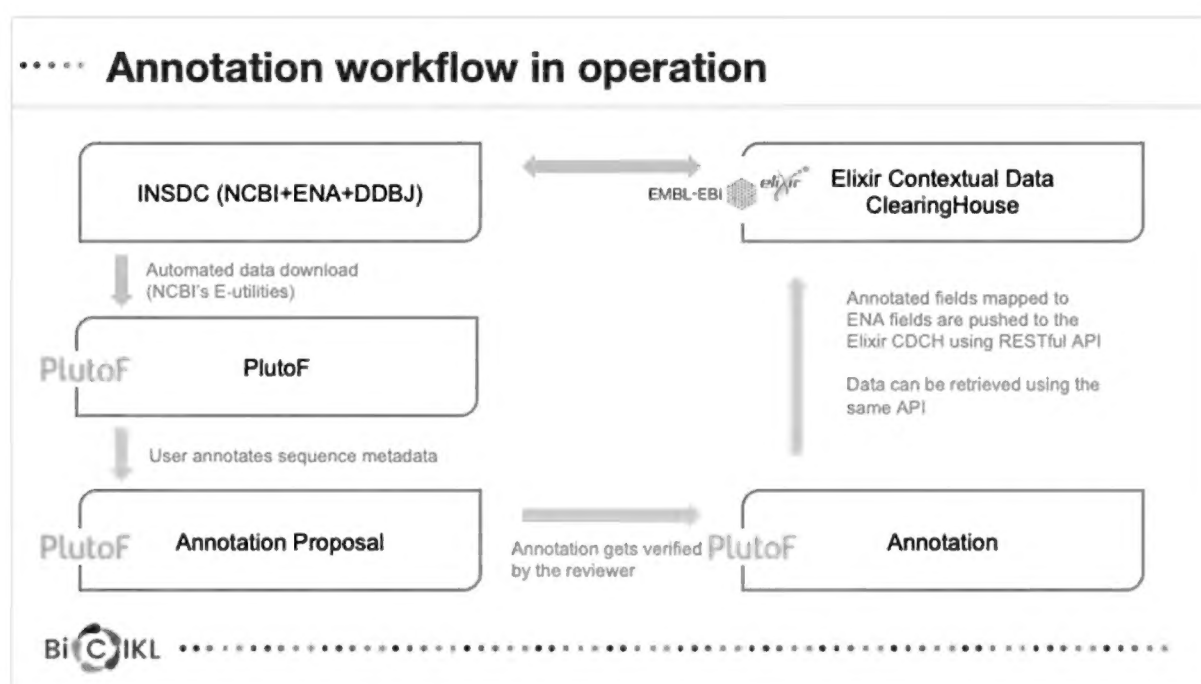 Annotation workflow in operation
INSDC (NCBI+ENA+DDBJ)
EMBL-EBI
elixir
Elixir Contextual Data
ClearingHouse
Automated data download
(NCBI's E-utilities)
Annotated fields mapped to
ENA fields are pushed to the
Elixir CDCH using RESTful API
Data can be retrieved using the
same API
PlutoF
PlutoF
User annotates sequence metadata
PlutoF
Annotation Proposal
Annotation gets verified
by the reviewer
PlutoF
Annotation
BiCIKL